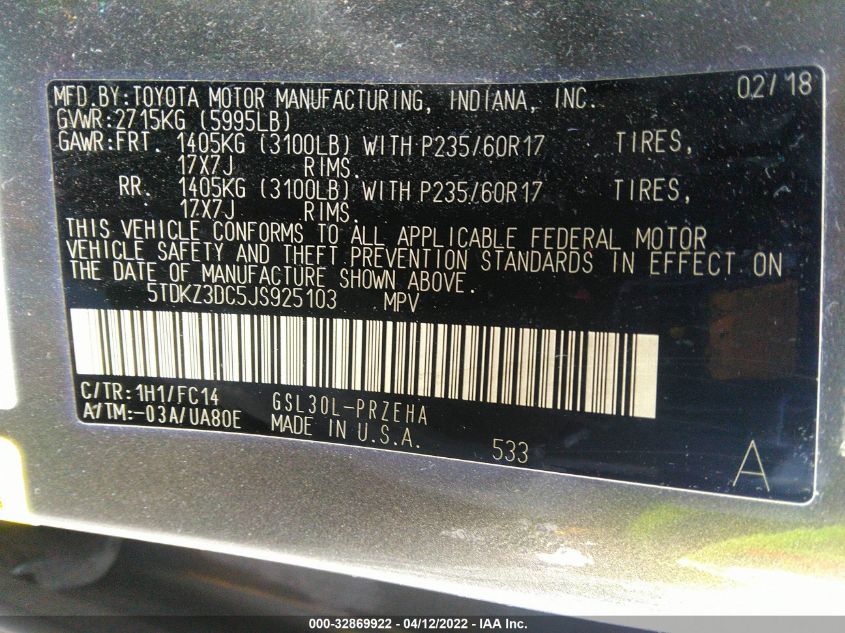 MFD.BY:TOYOTA MOTOR MANUFACTURING, INDIANA, INC. 02/18
GVWR:2715KG (5995LB)
GAWR:FRT. 1405KG (3100LB) WITH P235/60R17 TIRES,
17X7J RIMS.
RR. 1405KG (3100LB) WITH P235/60R17 TIRES,
17X7J RIMS.
THIS VEHICLE CONFORMS TO ALL APPLICABLE FEDERAL MOTOR
VEHICLE SAFETY AND THEFT PREVENTION STANDARDS IN EFFECT ON
THE DATE OF MANUFACTURE SHOWN ABOVE.
5TDKZ3DC5JS925103 MPV
C/TR:1H1/FC14 GSL30L-PRZEHA
A/TM:-03A/UA80E MADE IN U.S.A. 533 A
000-32869922 - 04/12/2022 - IAA Inc.